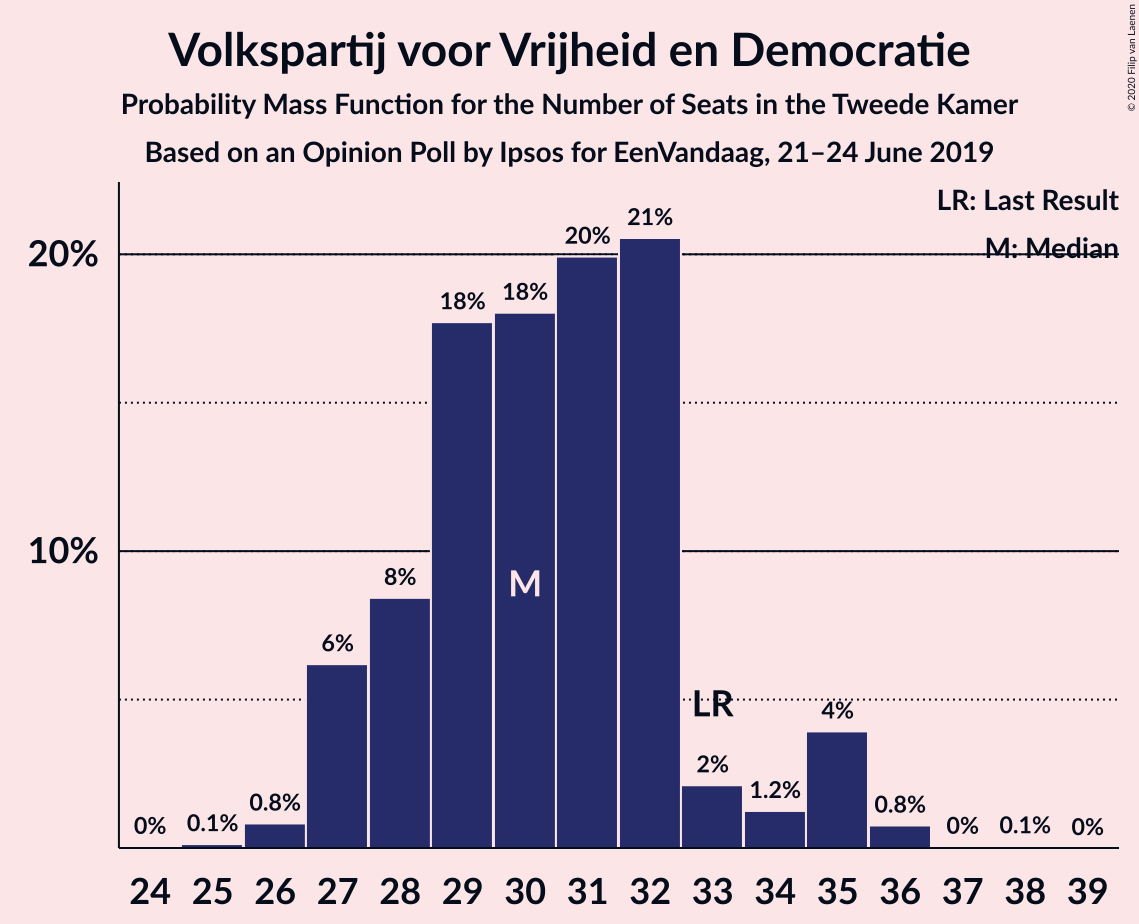 Volkspartij voor Vrijheid en Democratie
Probability Mass Function for the Number of Seats in the Tweede Kamer
Based on an Opinion Poll by Ipsos for EenVandaag, 21–24 June 2019
© 2020 Filip van Laenen
LR: Last Result
M: Median
20%
10%
0%
0.1%
0.8%
6%
8%
18%
18%
20%
21%
2%
1.2%
4%
0.8%
0%
0.1%
0%
M
LR
24 25 26 27 28 29 30 31 32 33 34 35 36 37 38 39